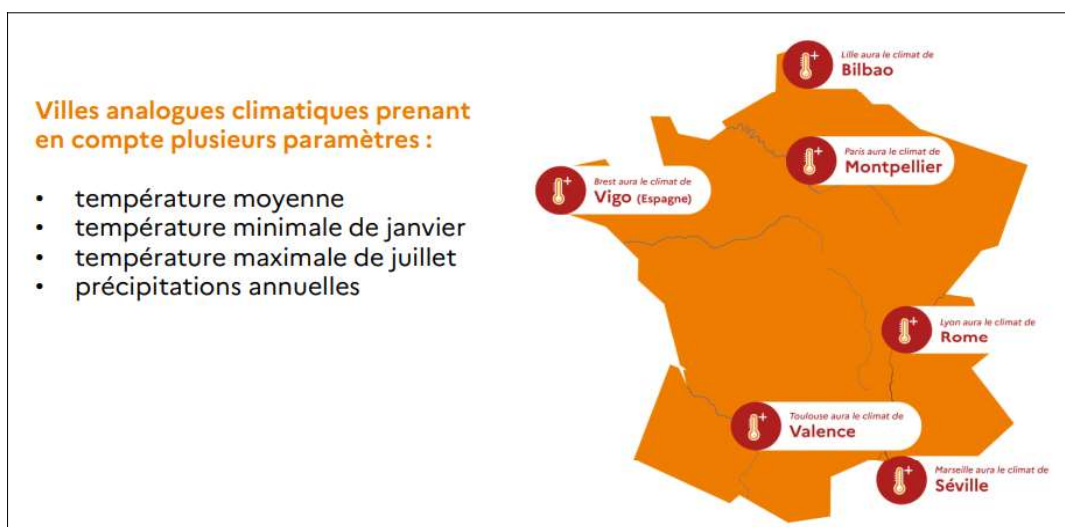 Villes analogues climatiques prenant
en compte plusieurs paramètres :
• température moyenne
• température minimale de janvier
• température maximale de juillet
• précipitations annuelles
Lille aura le climat de
Bilbao
Paris aura le climat de
Montpellier
Brest aura le climat de
Vigo (Espagne)
Lyon aura le climat de
Rome
Toulouse aura le climat de
Valence
Marseille aura le climat de
Séville